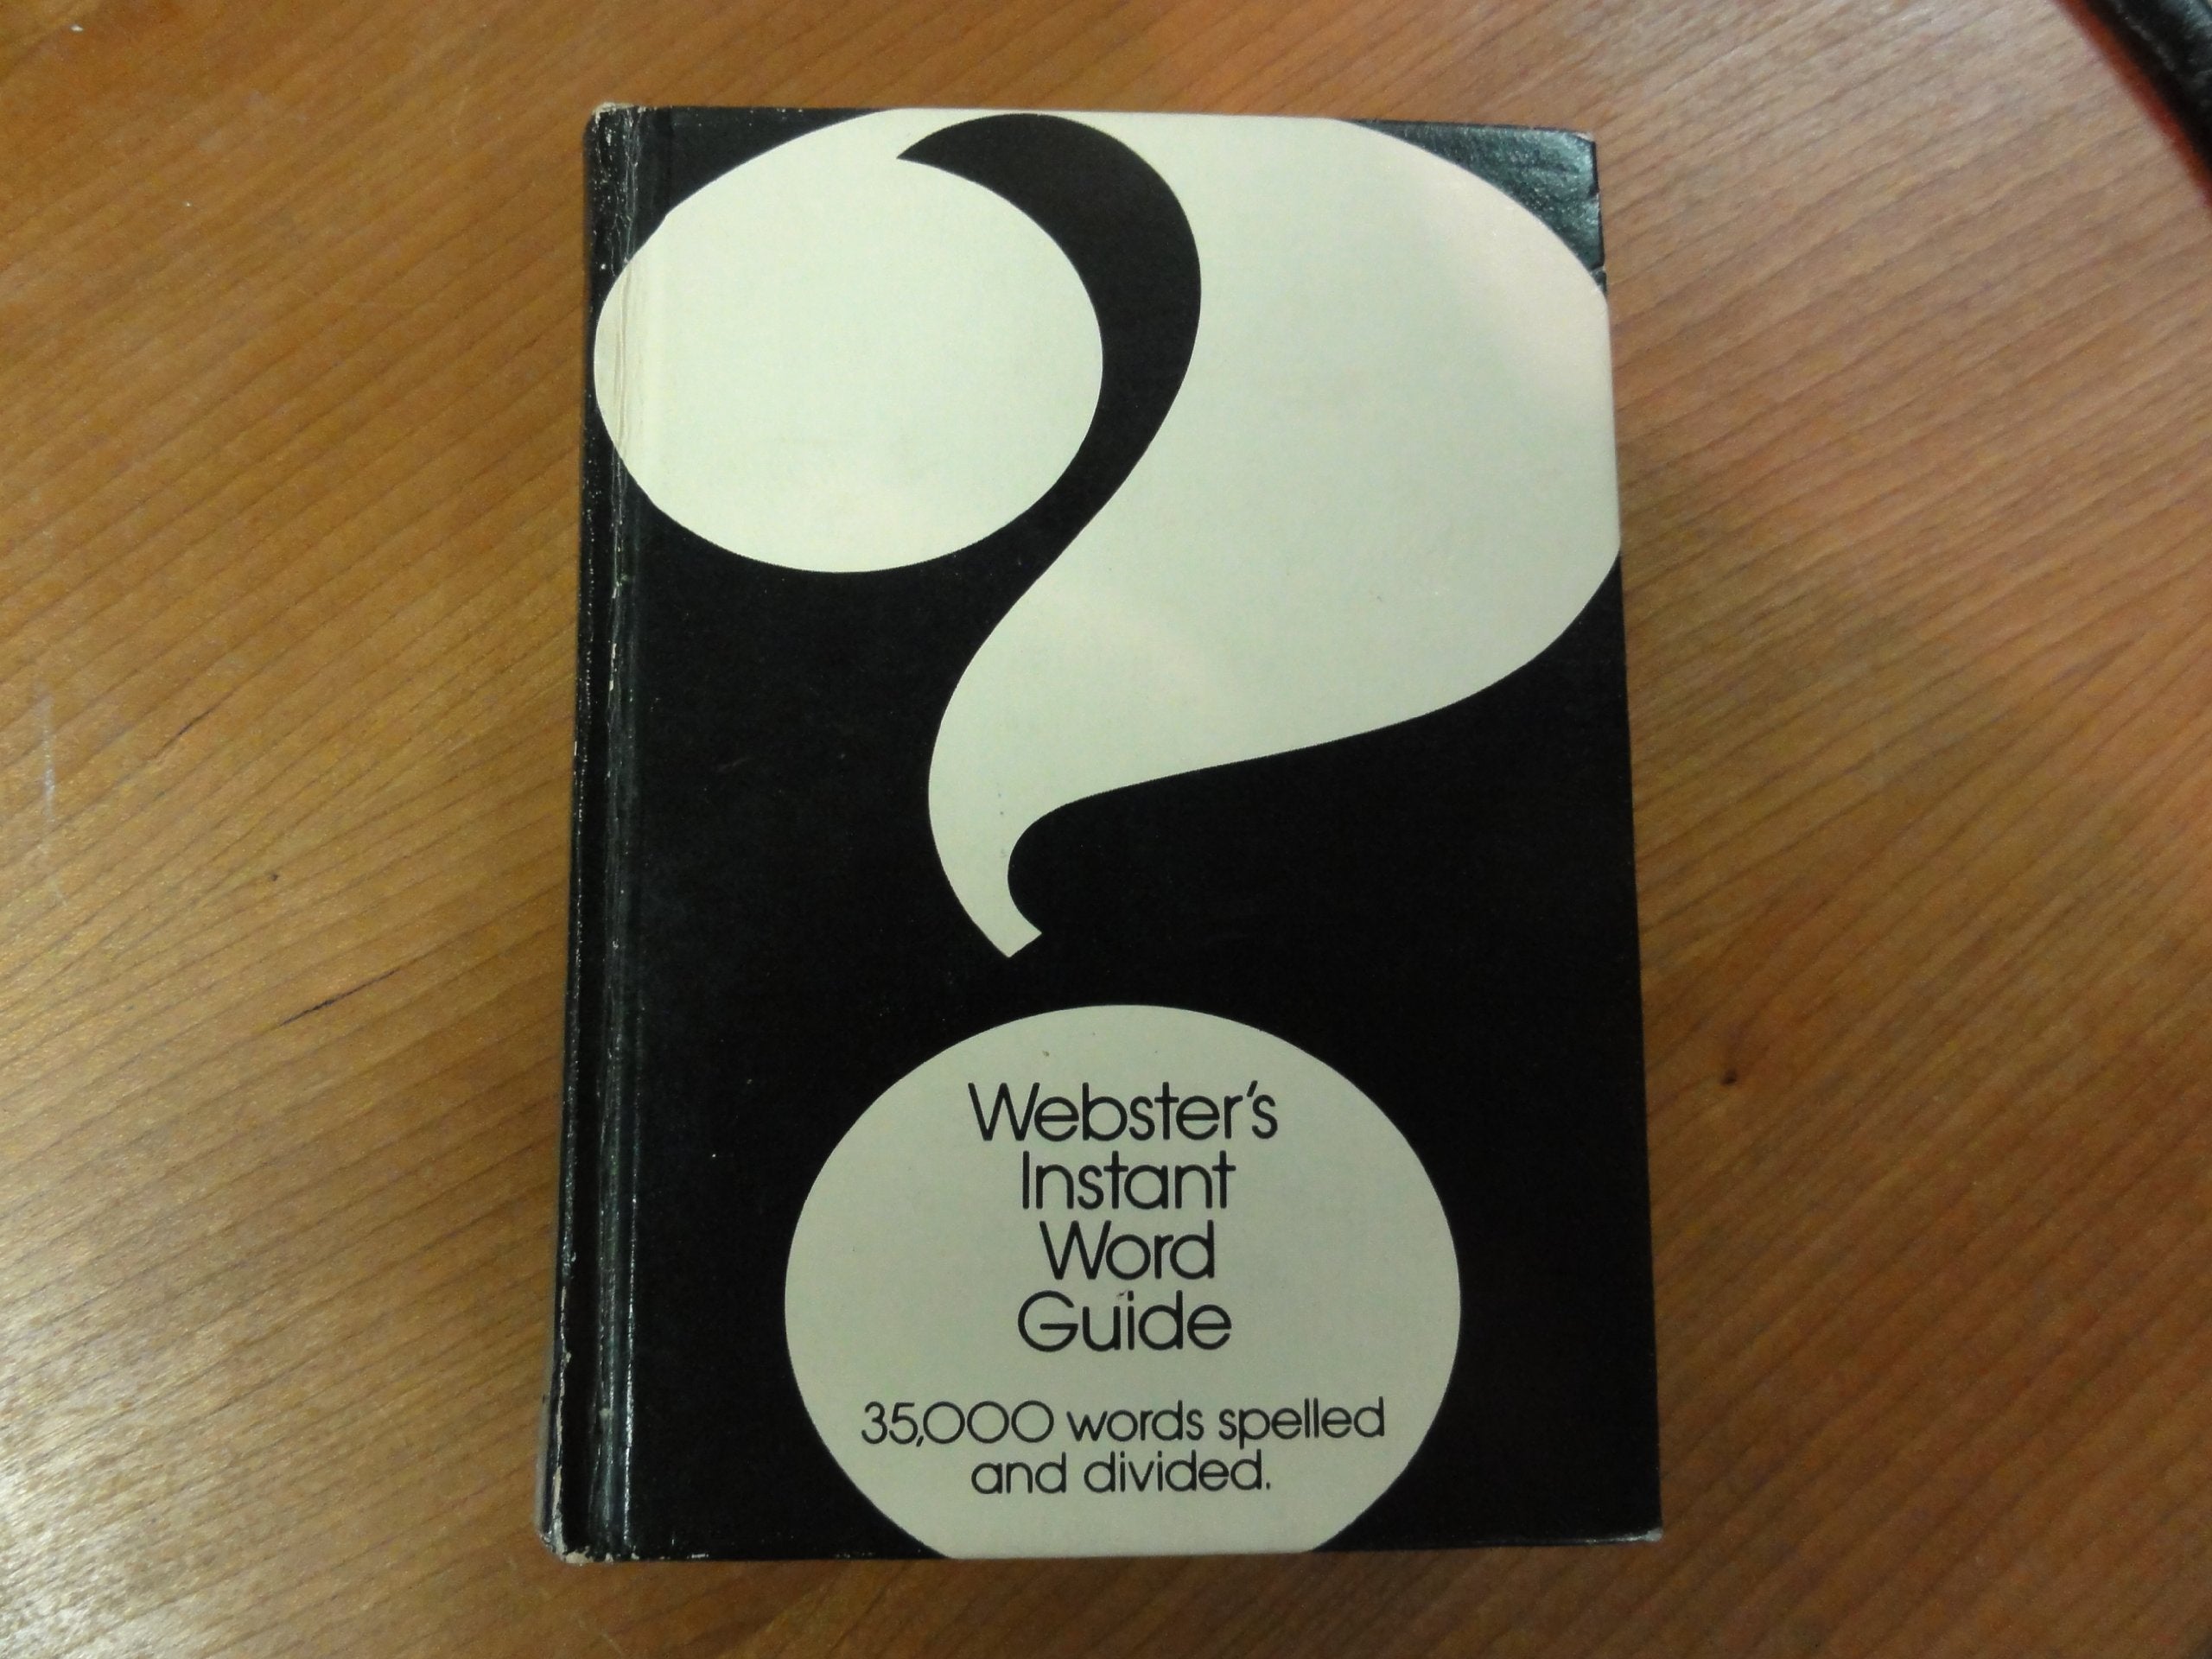 Webster's
Instant
Word
Guide
35,000 words spelled
and divided.